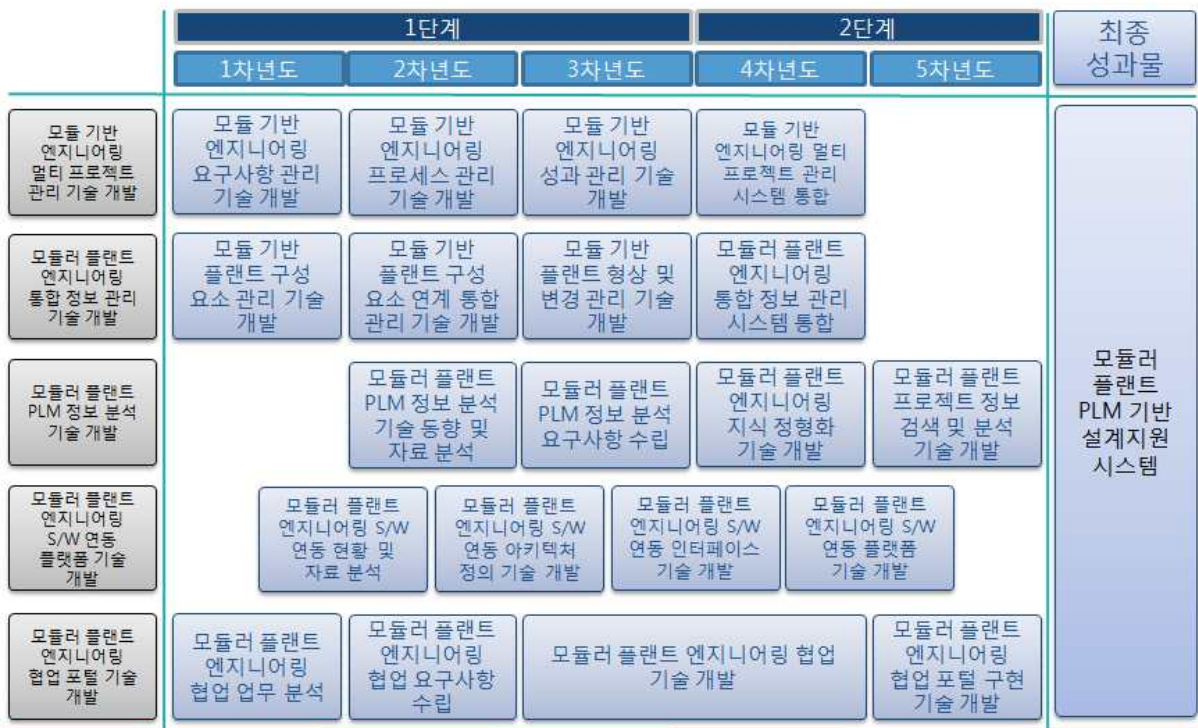 1단계
2단계
최종
성과물
1차년도
2차년도
3차년도
4차년도
5차년도
모듈 기반
엔지니어링
멀티 프로젝트
관리 기술 개발
모듈 기반
엔지니어링
요구사항 관리
기술 개발
모듈 기반
엔지니어링
프로세스 관리
기술 개발
모듈 기반
엔지니어링
성과 관리 기술
개발
모듈 기반
엔지니어링 멀티
프로젝트 관리
시스템 통합
모듈러 플랜트
엔지니어링
통합 정보 관리
기술 개발
모듈 기반
플랜트 구성
요소 관리 기술
개발
모듈 기반
플랜트 구성
요소 연계 통합
관리 기술 개발
모듈 기반
플랜트 형상 및
변경 관리 기술
개발
모듈러 플랜트
엔지니어링
통합 정보 관리
시스템 통합
모듈러 플랜트
PLM 정보 분석
기술 개발
모듈러 플랜트
PLM 정보 분석
기술 동향 및
자료 분석
모듈러 플랜트
PLM 정보 분석
요구사항 수립
모듈러 플랜트
엔지니어링
지식 정형화
기술 개발
모듈러 플랜트
프로젝트 정보
검색 및 분석
기술 개발
모듈러 플랜트
엔지니어링
S/W 연동
플랫폼 기술
개발
모듈러 플랜트
엔지니어링 S/W
연동 현황 및
자료 분석
모듈러 플랜트
엔지니어링 S/W
연동 아키텍처
정의 기술 개발
모듈러 플랜트
엔지니어링 S/W
연동 인터페이스
기술 개발
모듈러 플랜트
엔지니어링 S/W
연동 플랫폼
기술 개발
모듈러 플랜트
엔지니어링
협업 포털 기술
개발
모듈러 플랜트
엔지니어링
협업 업무 분석
모듈러 플랜트
엔지니어링
협업 요구사항
수립
모듈러 플랜트 엔지니어링 협업
기술 개발
모듈러 플랜트
엔지니어링
협업 포털 구현
기술 개발
모듈러
플랜트
PLM 기반
설계지원
시스템